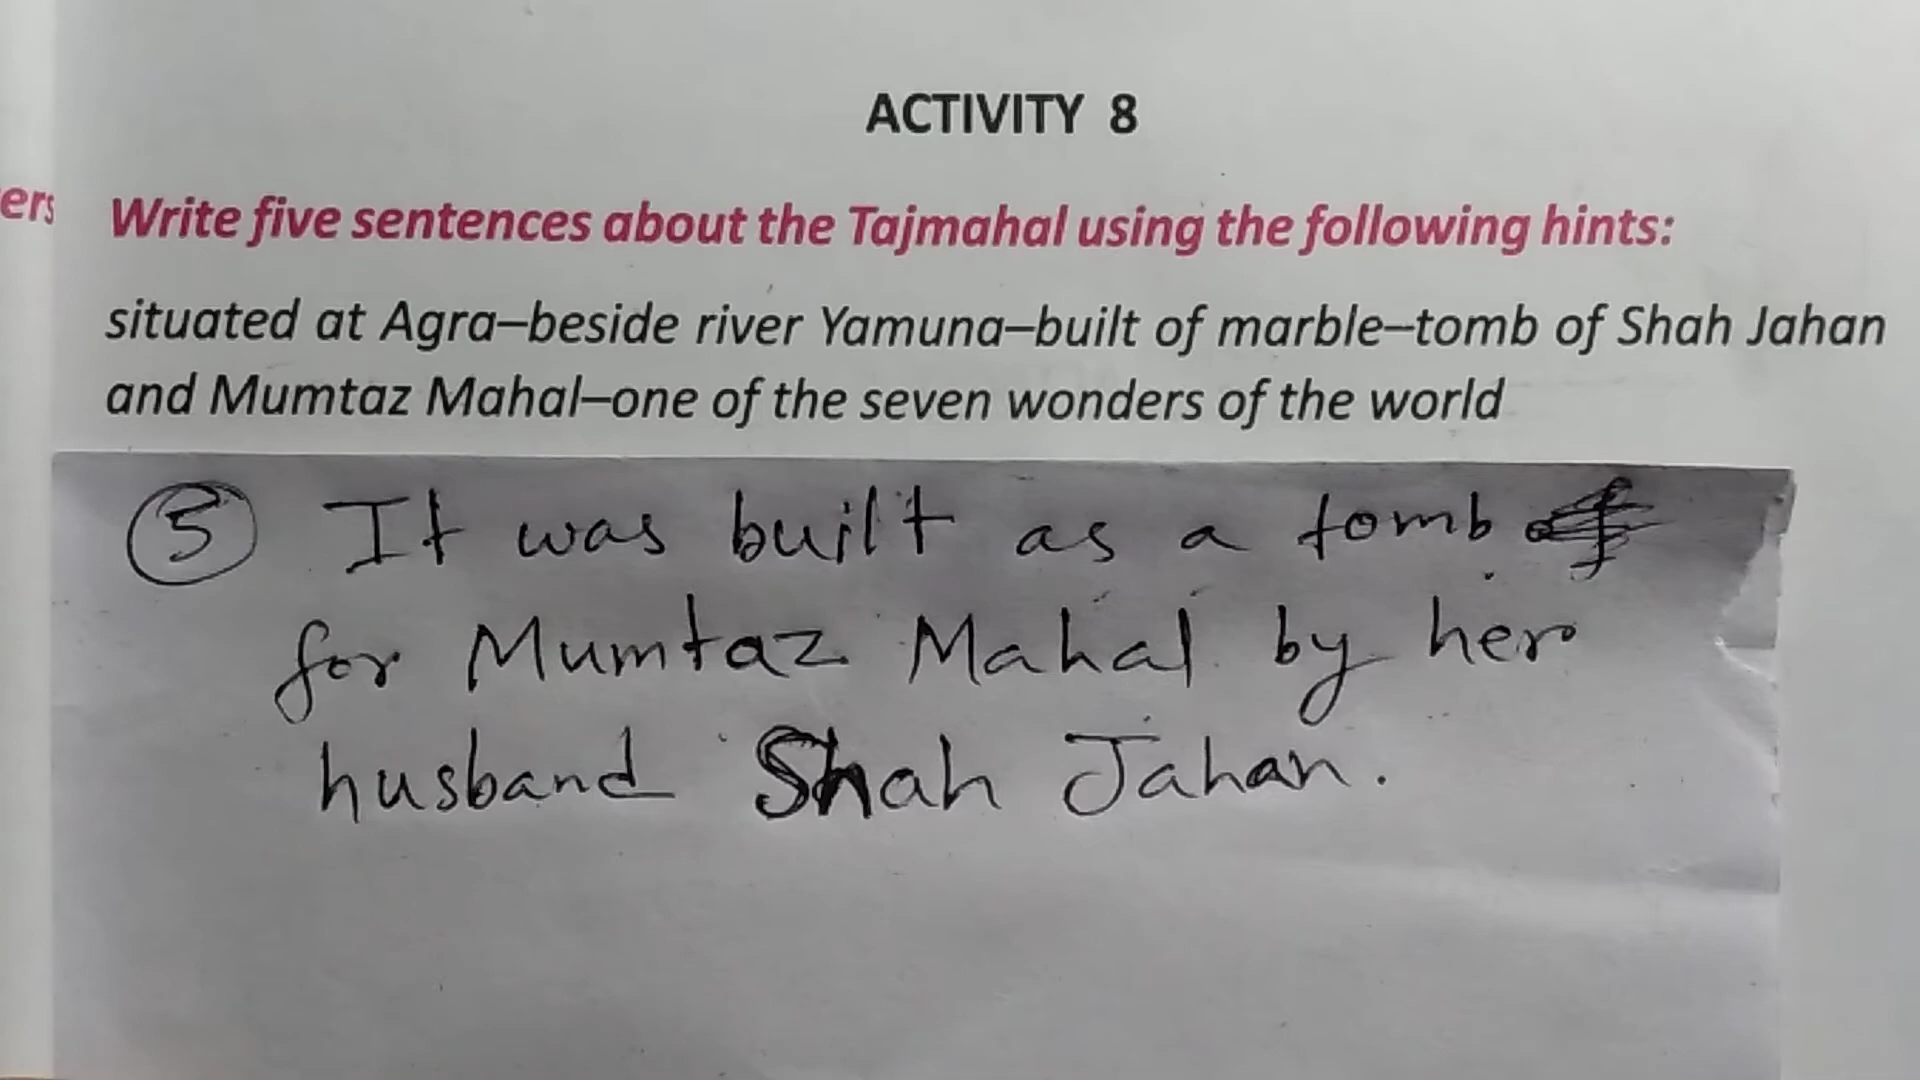 ACTIVITY 8
ers
Write five sentences about the Tajmahal using the following hints:
situated at Agra–beside river Yamuna–built of marble–tomb of Shah Jahan
and Mumtaz Mahal–one of the seven wonders of the world
5 It was built as a tomb
for Mumtaz Mahal by her
husband Shah Jahan.